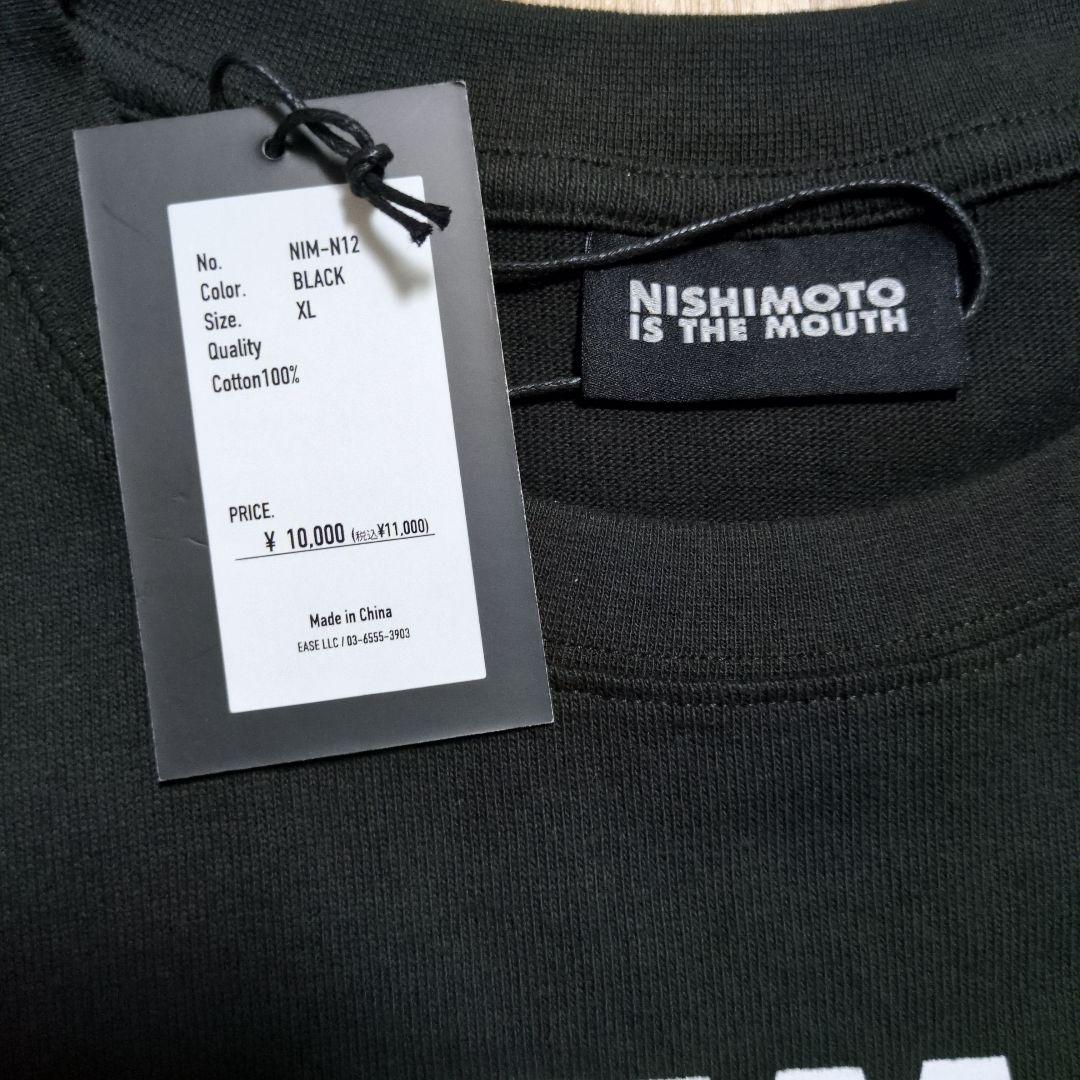 No. NIM-N12
Color. BLACK
Size. XL
Quality
Cotton100%
PRICE.
¥ 10,000 (税込¥11,000)
Made in China
EASE LLC / 03-6555-3903
NISHIMOTO
IS THE MOUTH